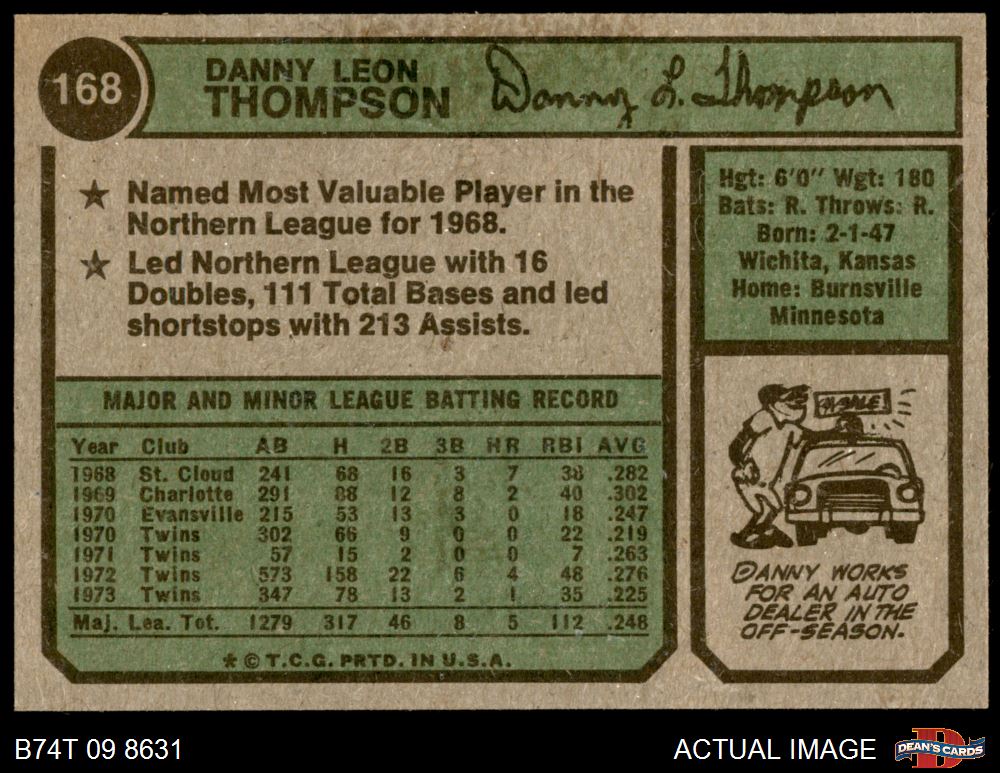 168
DANNY LEON
THOMPSON
Danny L. Thompson
★ Named Most Valuable Player in the
Northern League for 1968.
★ Led Northern League with 16
Doubles, 111 Total Bases and led
shortstops with 213 Assists.
Hgt: 6'0" Wgt: 180
Bats: R. Throws: R.
Born: 2-1-47
Wichita, Kansas
Home: Burnsville
Minnesota
MAJOR AND MINOR LEAGUE BATTING RECORD
Year Club AB H 2B 3B HR RBI AVG
1968 St. Cloud 241 68 16 3 7 38 .282
1969 Charlotte 291 88 12 8 2 40 .302
1970 Evansville 215 53 13 3 0 18 .247
1970 Twins 302 66 9 0 0 22 .219
1971 Twins 57 15 2 0 0 7 .263
1972 Twins 573 158 22 6 4 48 .276
1973 Twins 347 78 13 2 1 35 .225
Maj. Lea. Tot. 1279 317 46 8 5 112 .248
* © T.C.G. PRTD. IN U.S.A.
DANNY WORKS
FOR AN AUTO
DEALER IN THE
OFF-SEASON.
B74T 09 8631
ACTUAL IMAGE
D
DEAN'S CARDS